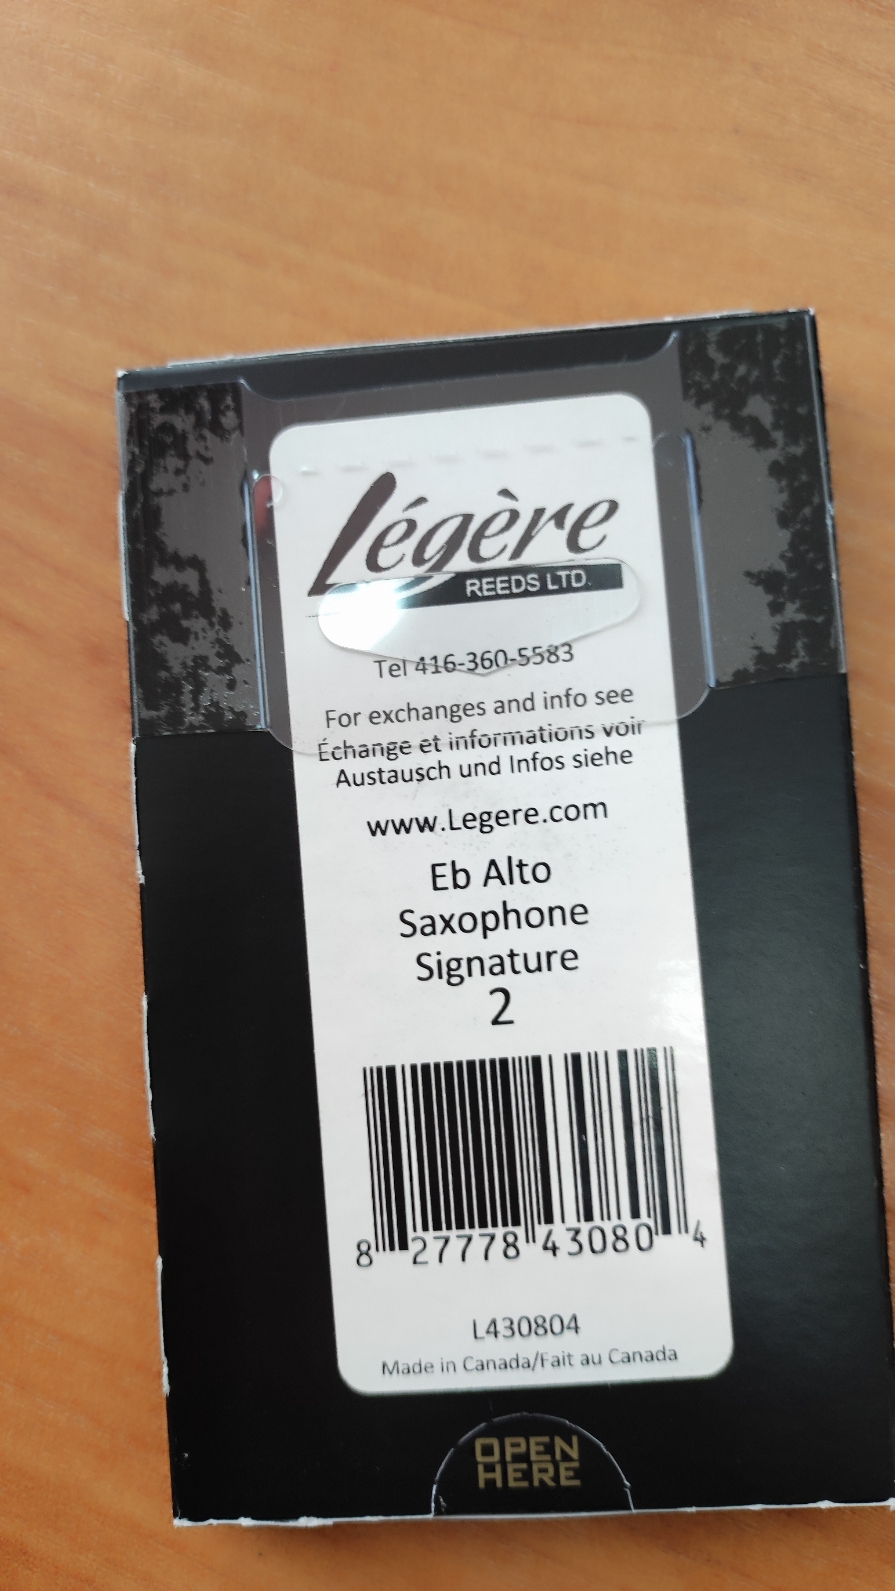 Légère
REEDS LTD.
Tel 416-360-5583
For exchanges and info see
Échange et informations voir
Austausch und Infos siehe
www.Legere.com
Eb Alto
Saxophone
Signature
2
8 27778 43080 4
L430804
Made in Canada/Fait au Canada
OPEN
HERE